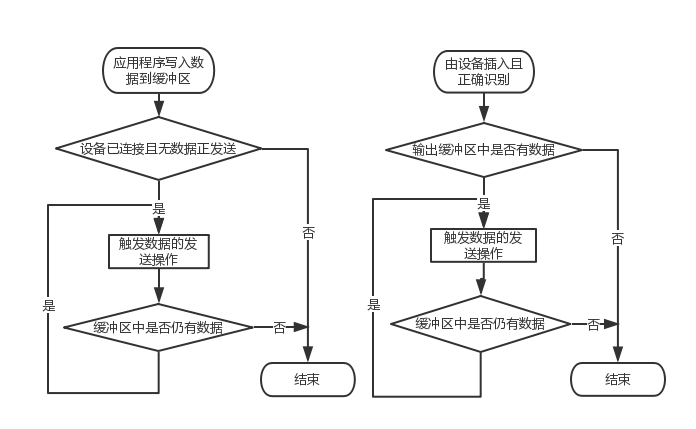 应用程序写入数
据到缓冲区
设备已连接且无数据正发送
是
否
触发数据的发
送操作
是
缓冲区中是否仍有数据
否
结束
由设备插入且
正确识别
输出缓冲区中是否有数据
是
否
触发数据的发
送操作
是
缓冲区中是否仍有数据
否
结束